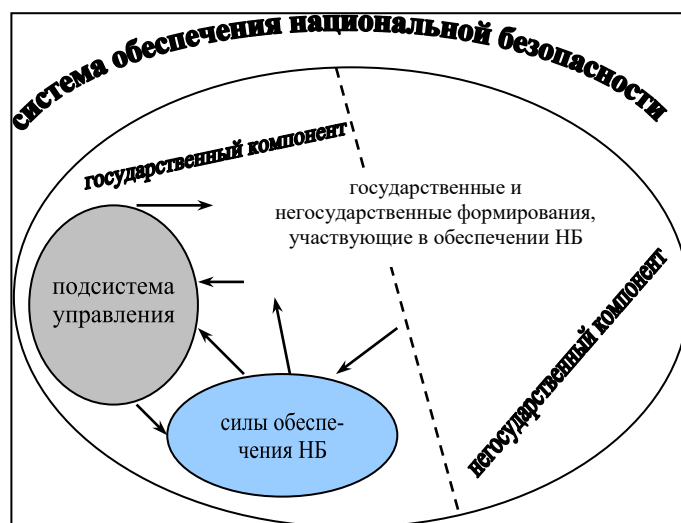 система обеспечения национальной безопасности
государственный компонент
государственные и
негосударственные формирования,
участвующие в обеспечении НБ
подсистема
управления
негосударственный компонент
силы обеспе-
чения НБ